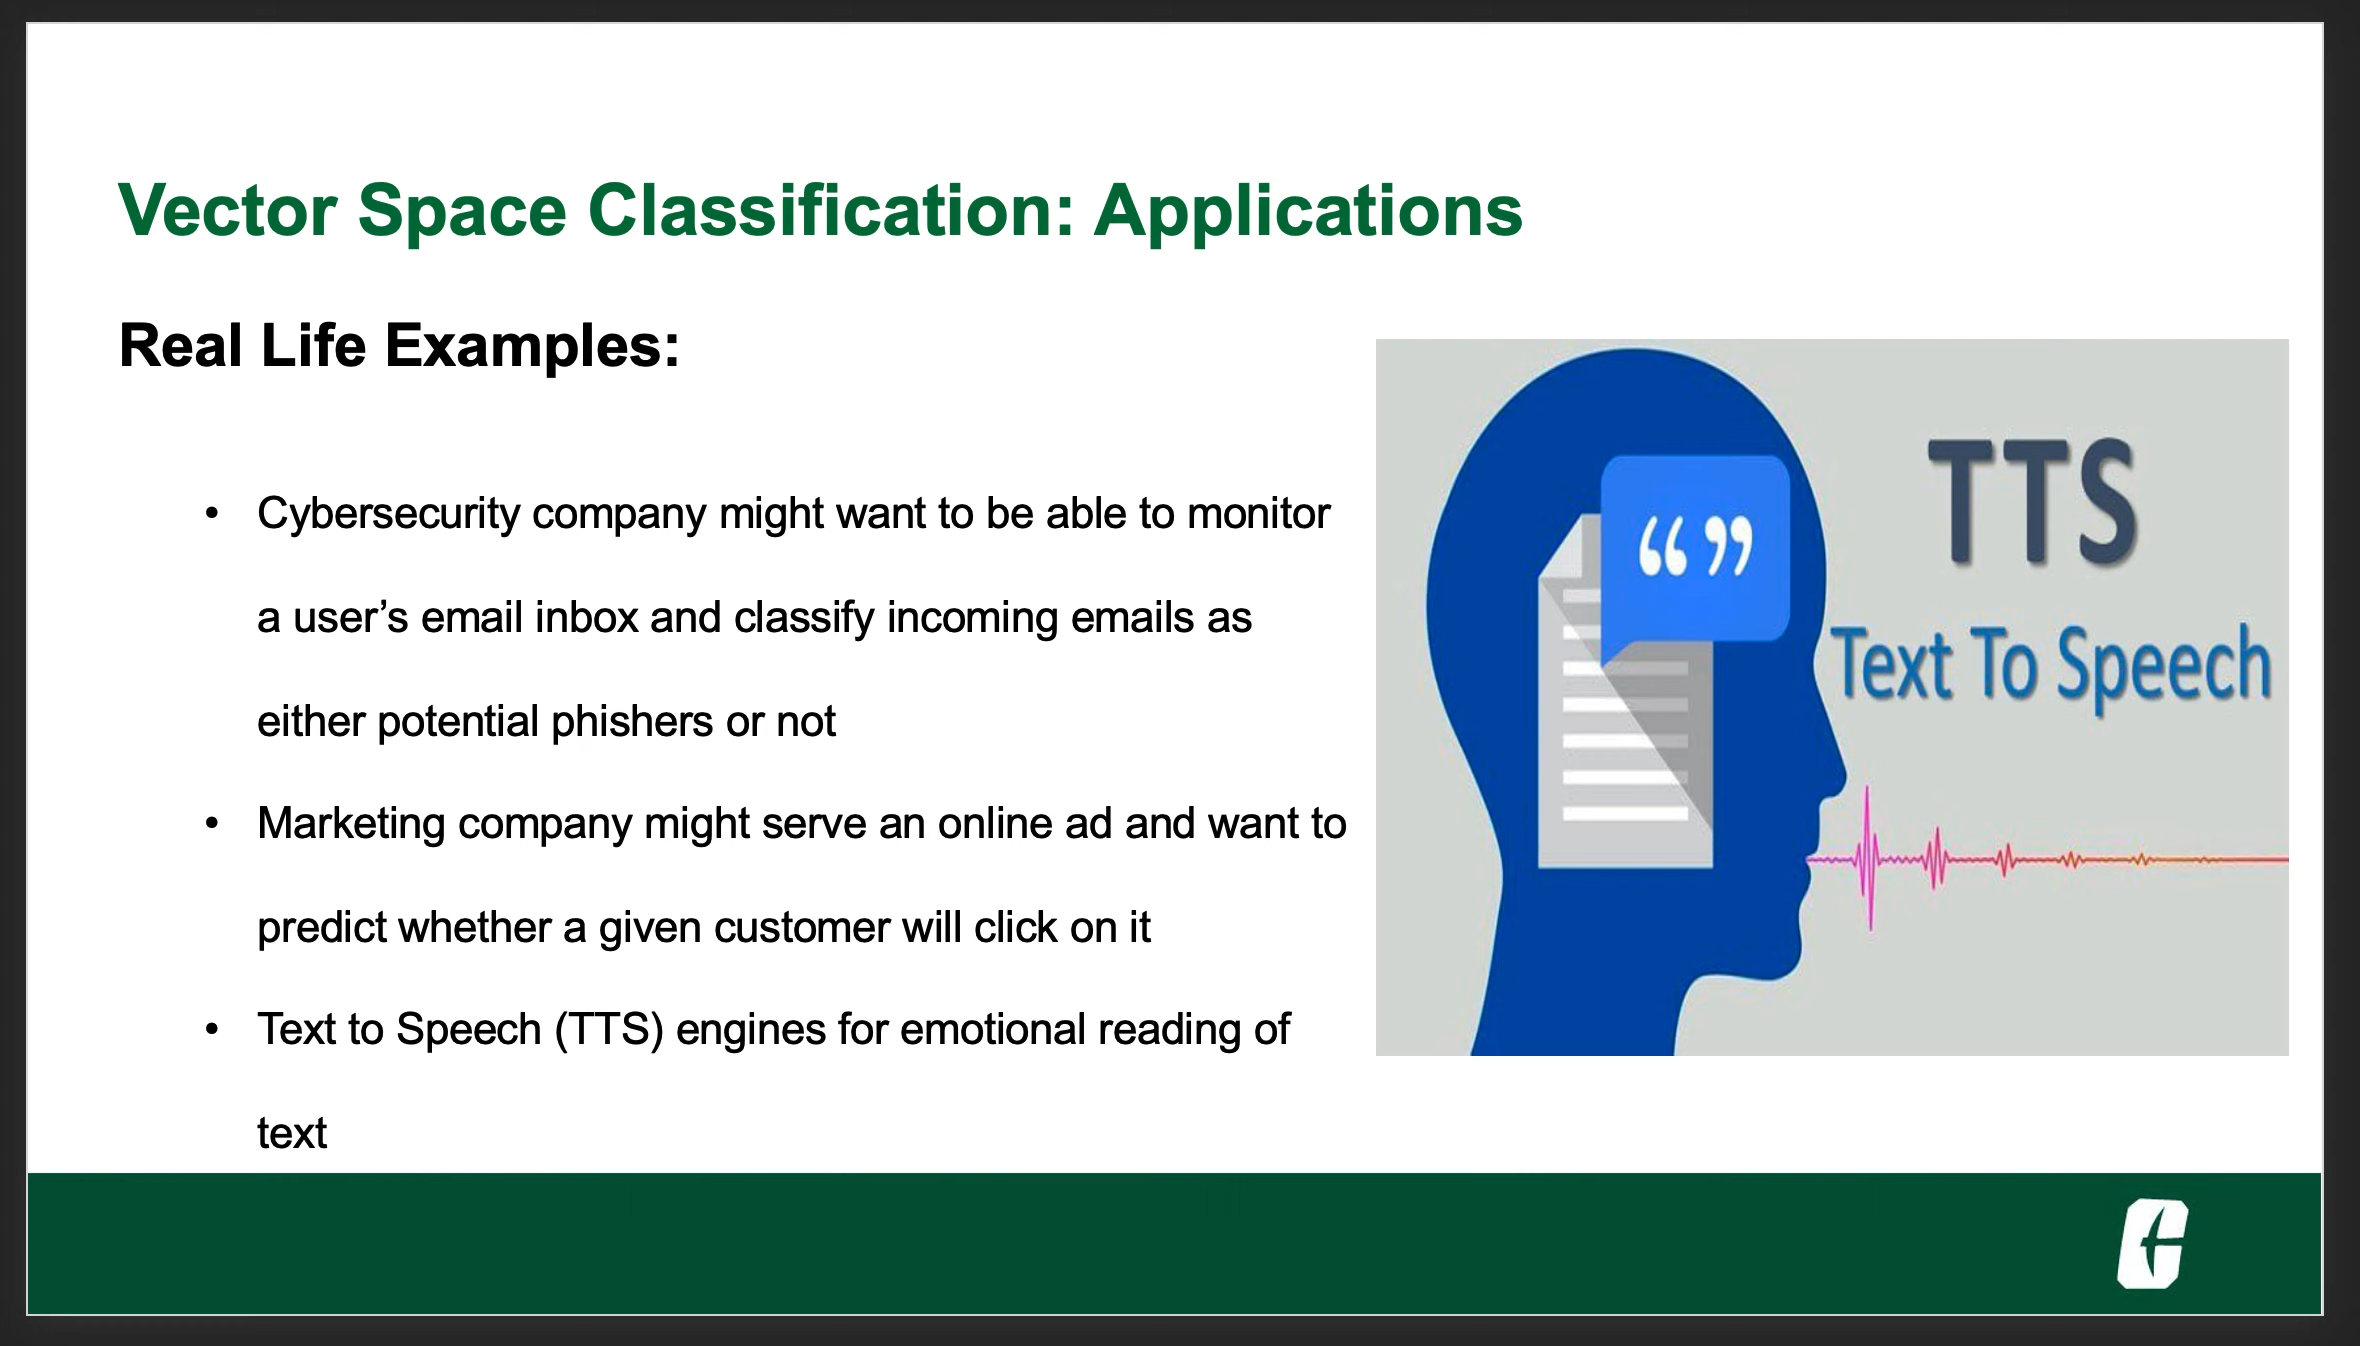 Vector Space Classification: Applications
Real Life Examples:
• Cybersecurity company might want to be able to monitor
a user’s email inbox and classify incoming emails as
either potential phishers or not
• Marketing company might serve an online ad and want to
predict whether a given customer will click on it
• Text to Speech (TTS) engines for emotional reading of
text
“ ”
TTS
Text To Speech
C